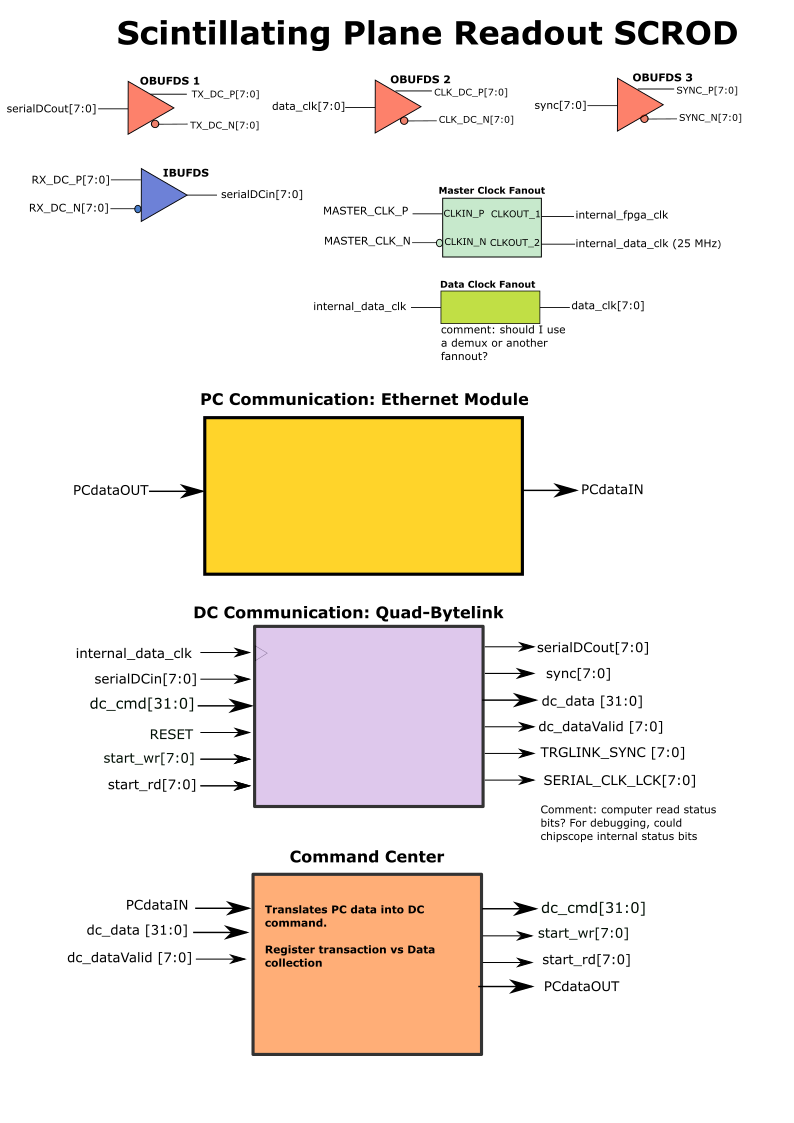 Scintillating Plane Readout SCROD
OBUFDS 1
serialDCout[7:0]
TX_DC_P[7:0]
TX_DC_N[7:0]
OBUFDS 2
data_clk[7:0]
CLK_DC_P[7:0]
CLK_DC_N[7:0]
OBUFDS 3
sync[7:0]
SYNC_P[7:0]
SYNC_N[7:0]
IBUFDS
RX_DC_P[7:0]
RX_DC_N[7:0]
serialDCin[7:0]
Master Clock Fanout
MASTER_CLK_P
CLKIN_P CLKOUT_1
internal_fpga_clk
MASTER_CLK_N
CLKIN_N CLKOUT_2
internal_data_clk (25 MHz)
Data Clock Fanout
internal_data_clk
data_clk[7:0]
comment: should I use
a demux or another
fannout?
PC Communication: Ethernet Module
PCdataOUT
PCdataIN
DC Communication: Quad-Bytelink
internal_data_clk
serialDCin[7:0]
dc_cmd[31:0]
RESET
start_wr[7:0]
start_rd[7:0]
serialDCout[7:0]
sync[7:0]
dc_data [31:0]
dc_dataValid [7:0]
TRGLINK_SYNC [7:0]
SERIAL_CLK_LCK[7:0]
Comment: computer read status
bits? For debugging, could
chipscope internal status bits
Command Center
PCdataIN
dc_data [31:0]
dc_dataValid [7:0]
Translates PC data into DC
command.
Register transaction vs Data
collection
dc_cmd[31:0]
start_wr[7:0]
start_rd[7:0]
PCdataOUT